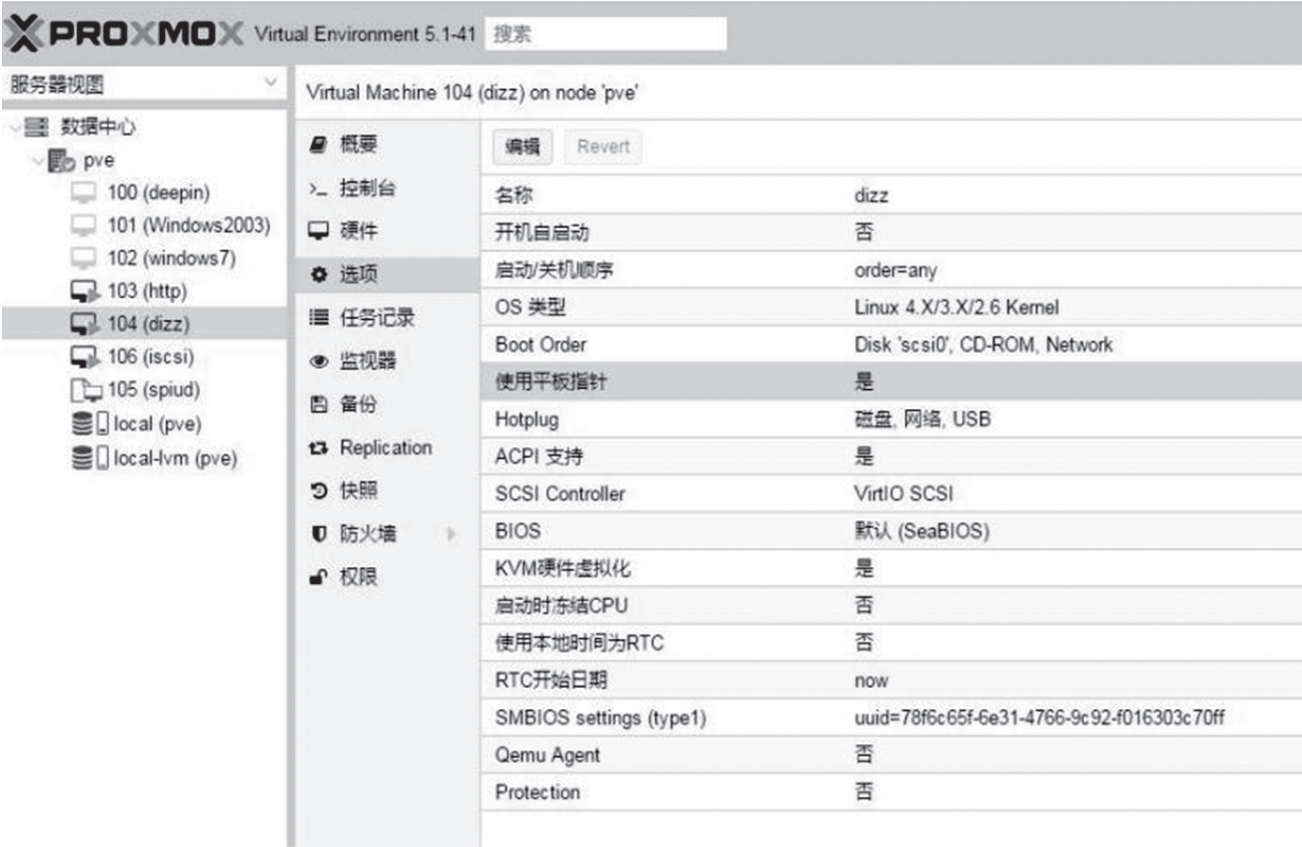 PROXMOX Virtual Environment 5.1-41 搜索
服务器视图
数据中心
pve
100 (deepin)
101 (Windows2003)
102 (windows7)
103 (http)
104 (dizz)
106 (iscsi)
105 (spiud)
local (pve)
local-lvm (pve)
Virtual Machine 104 (dizz) on node 'pve'
概要
控制台
硬件
选项
任务记录
监视器
备份
Replication
快照
防火墙
权限
编辑 Revert
名称 dizz
开机自启动 否
启动/关机顺序 order=any
OS 类型 Linux 4.X/3.X/2.6 Kernel
Boot Order Disk 'scsi0', CD-ROM, Network
使用平板指针 是
Hotplug 磁盘, 网络, USB
ACPI 支持 是
SCSI Controller VirtIO SCSI
BIOS 默认 (SeaBIOS)
KVM硬件虚拟化 是
启动时冻结CPU 否
使用本地时间为RTC 否
RTC开始日期 now
SMBIOS settings (type1) uuid=78f6c65f-6e31-4766-9c92-f016303c70ff
Qemu Agent 否
Protection 否